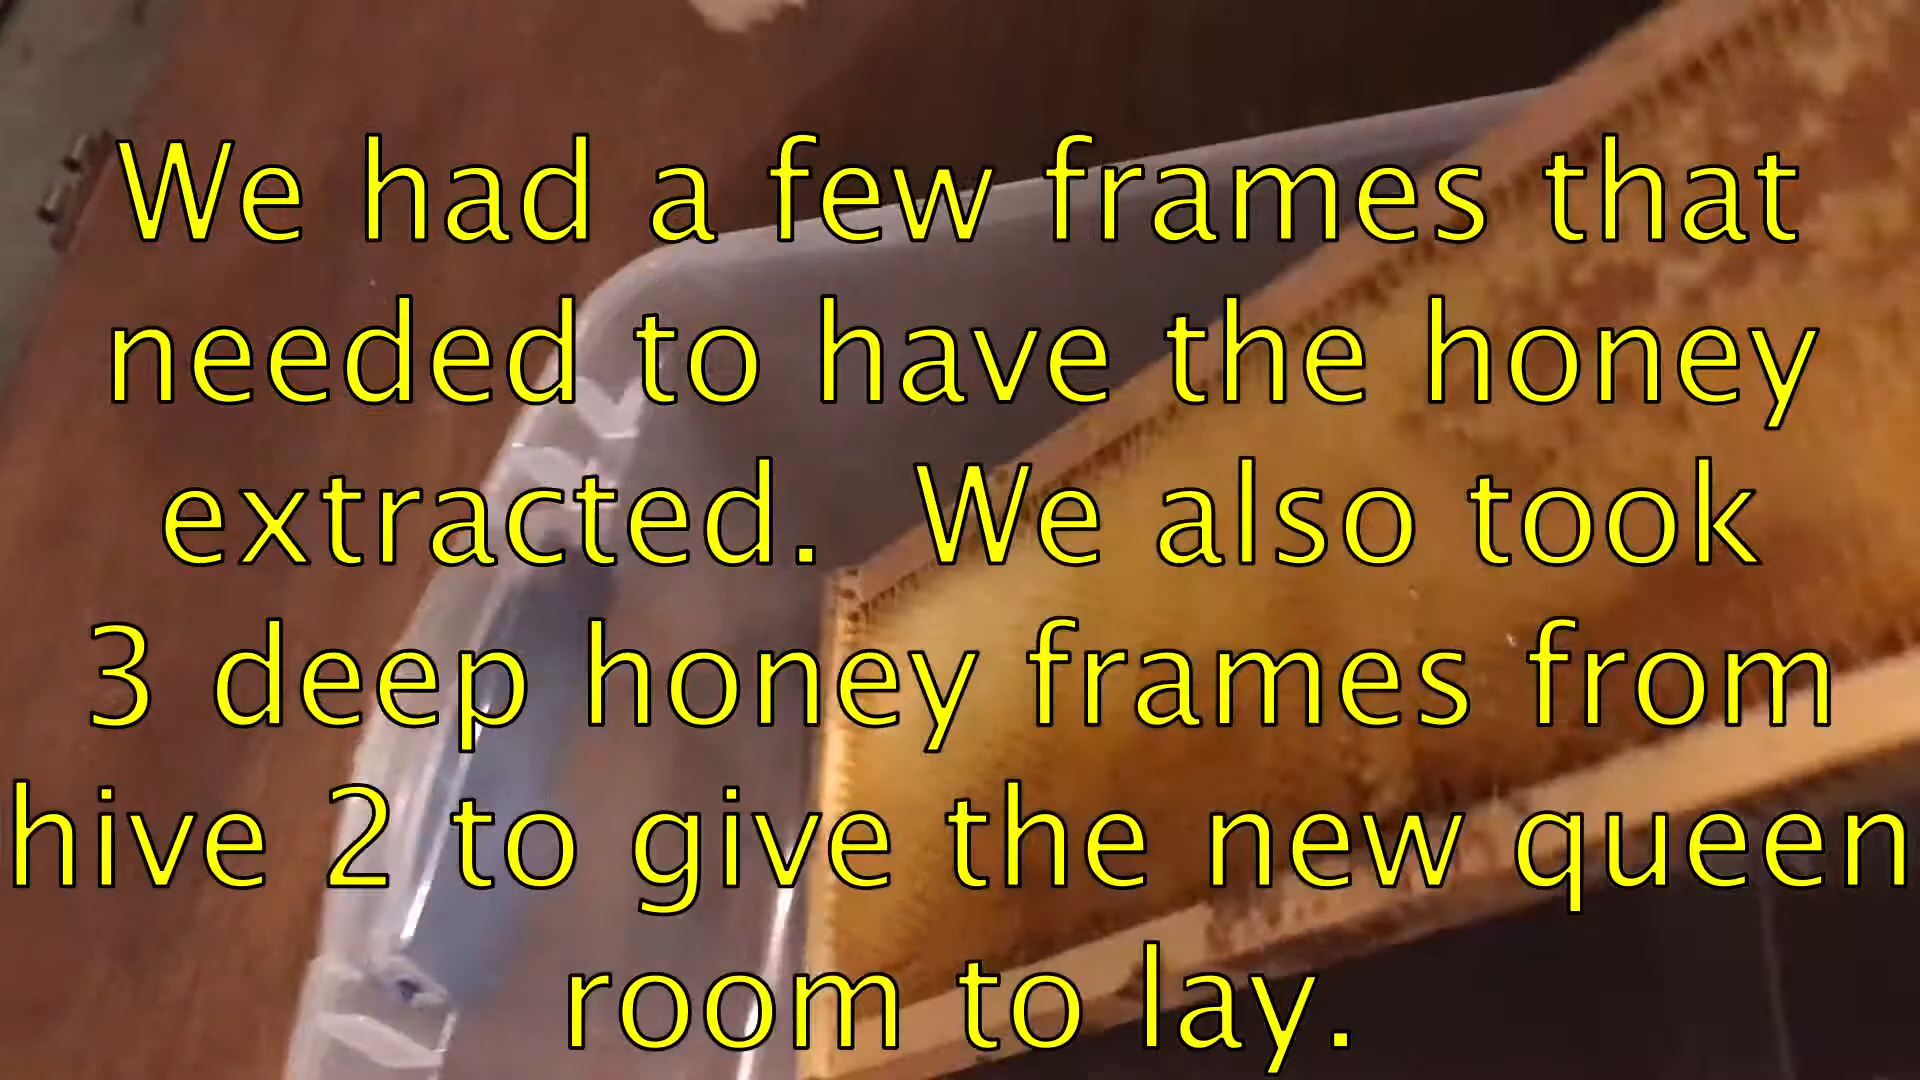 We had a few frames that
needed to have the honey
extracted.  We also took
3 deep honey frames from
hive 2 to give the new queen
room to lay.